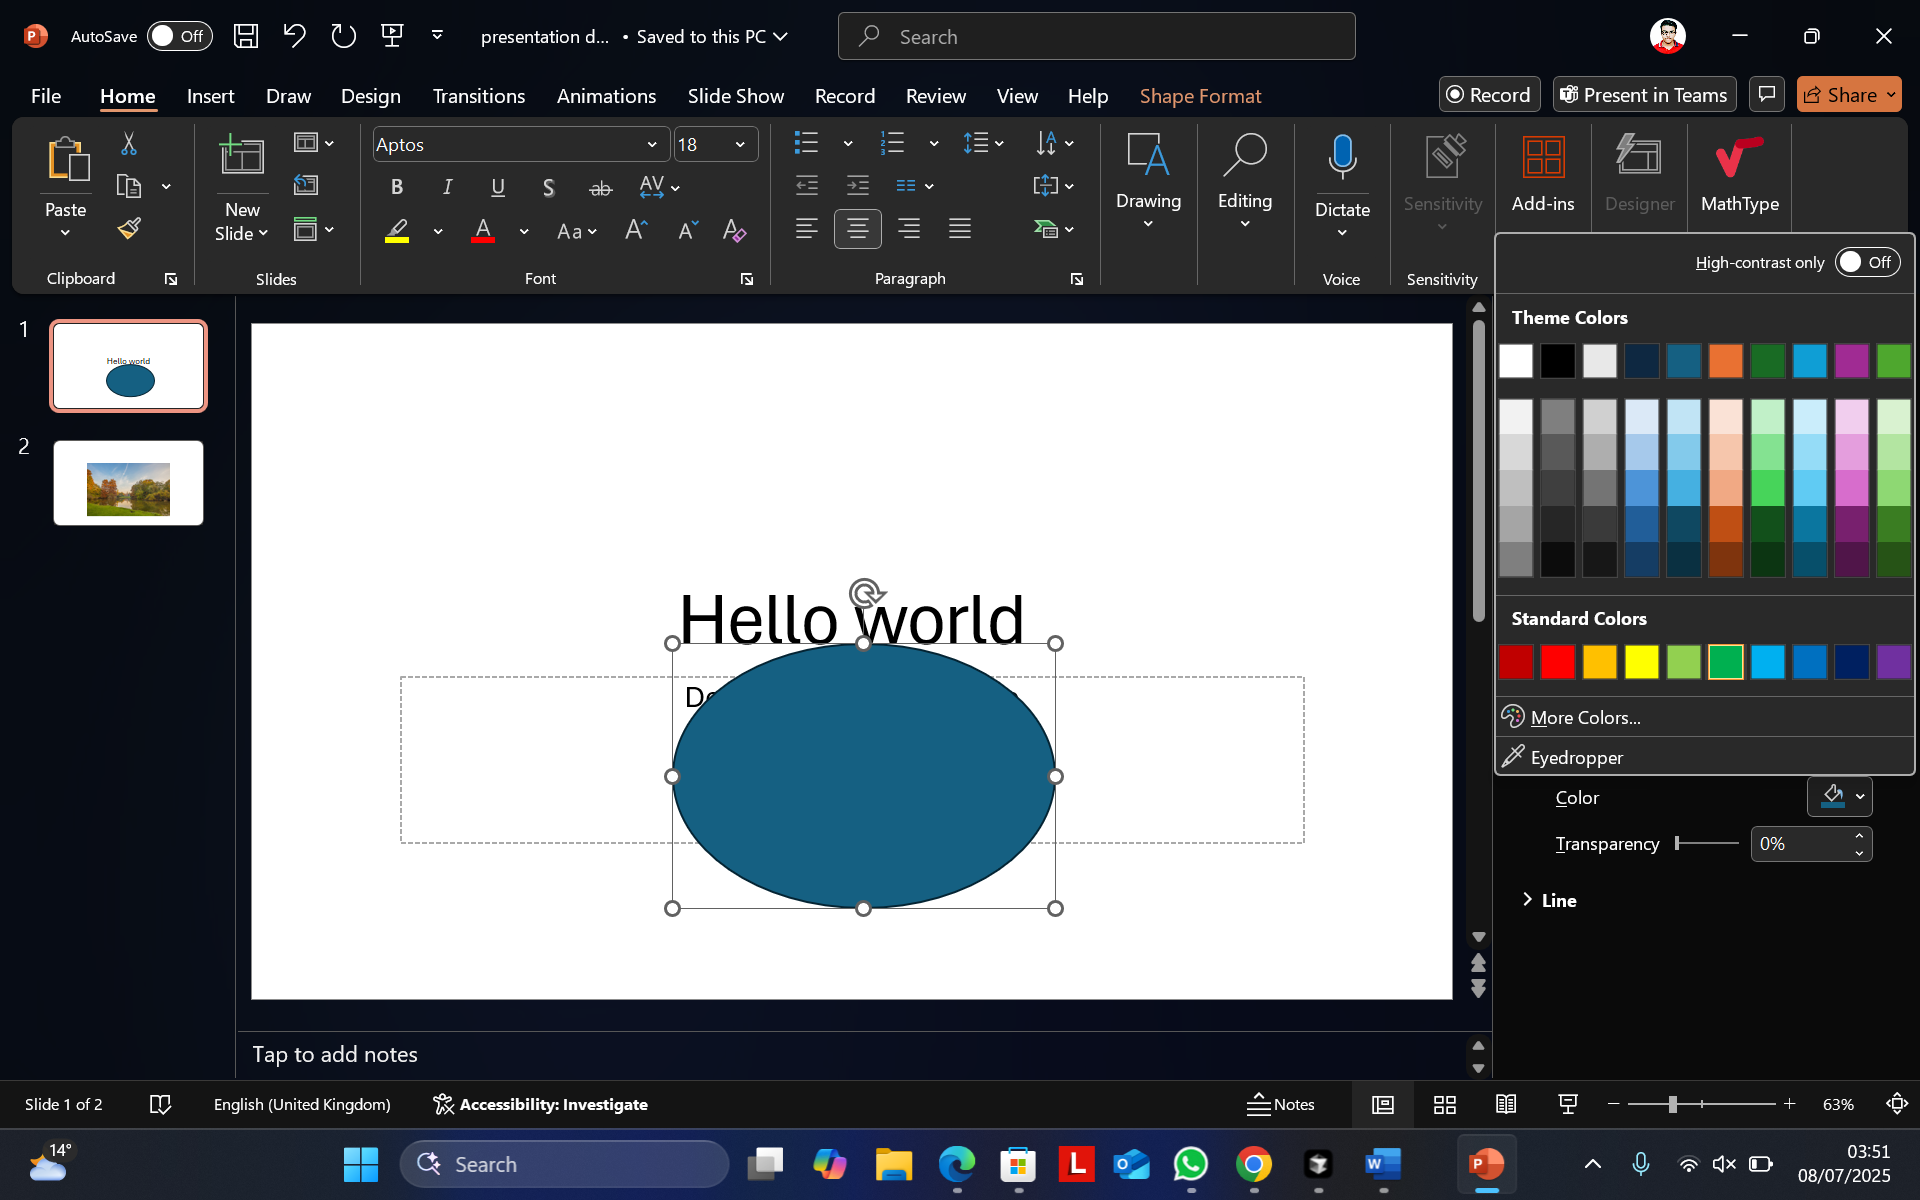 AutoSave Off
presentation d... • Saved to this PC
Search
File Home Insert Draw Design Transitions Animations Slide Show Record Review View Help Shape Format
Record Present in Teams Share
Paste
New Slide
Aptos 18
Drawing Editing Dictate Sensitivity Add-ins Designer MathType
Clipboard Slides Font Paragraph Voice Sensitivity
High-contrast only Off
Theme Colors
Standard Colors
More Colors...
Eyedropper
Color
Transparency 0%
Line
1
Hello world
2
Hello world
Tap to add notes
Slide 1 of 2 English (United Kingdom) Accessibility: Investigate Notes 63%
14°
Search
03:51
08/07/2025